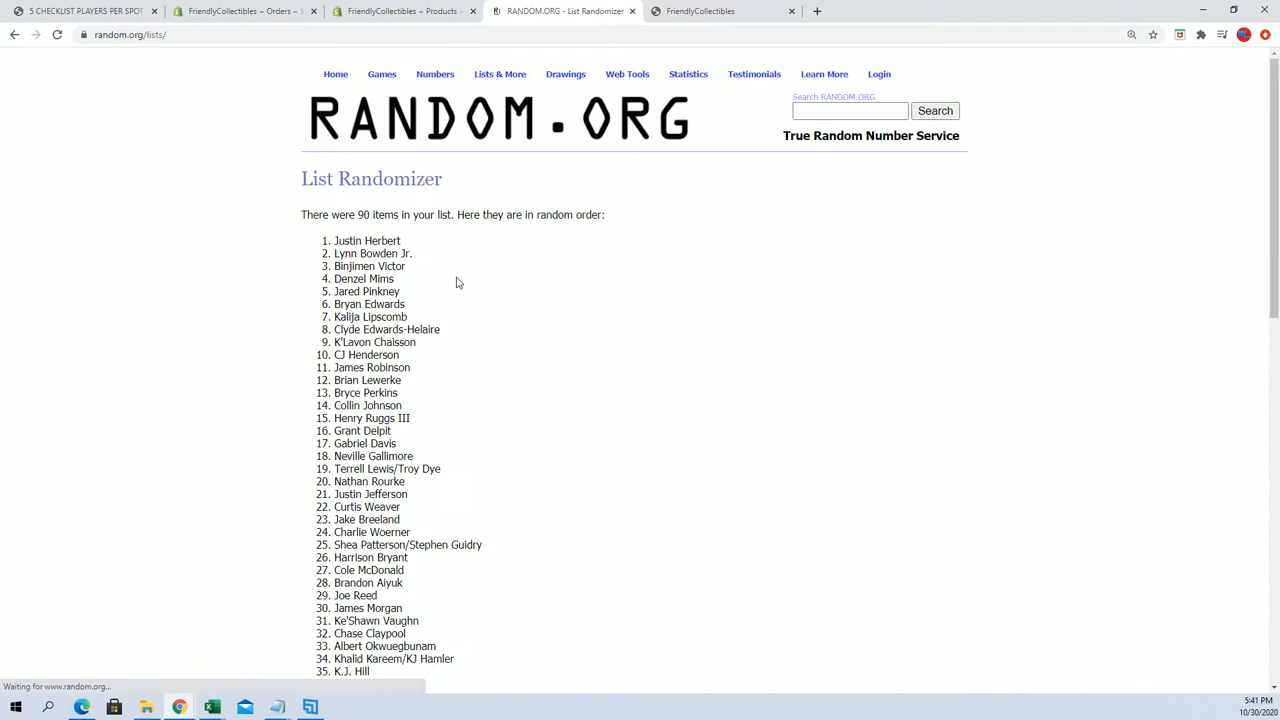 5 CHECKLIST PLAYERS PER SPOT
FriendlyCollectibles ~ Orders ~ S
FriendlyCollectibles ~ Products ~
RANDOM.ORG - List Randomizer
FriendlyCollectibles
random.org/lists/
Home Games Numbers Lists & More Drawings Web Tools Statistics Testimonials Learn More Login
RANDOM.ORG
Search RANDOM.ORG
Search
True Random Number Service
List Randomizer
There were 90 items in your list. Here they are in random order:
1. Justin Herbert
2. Lynn Bowden Jr.
3. Binjimen Victor
4. Denzel Mims
5. Jared Pinkney
6. Bryan Edwards
7. Kalija Lipscomb
8. Clyde Edwards-Helaire
9. K'Lavon Chaisson
10. CJ Henderson
11. James Robinson
12. Brian Lewerke
13. Bryce Perkins
14. Collin Johnson
15. Henry Ruggs III
16. Grant Delpit
17. Gabriel Davis
18. Neville Gallimore
19. Terrell Lewis/Troy Dye
20. Nathan Rourke
21. Justin Jefferson
22. Curtis Weaver
23. Jake Breeland
24. Charlie Woerner
25. Shea Patterson/Stephen Guidry
26. Harrison Bryant
27. Cole McDonald
28. Brandon Aiyuk
29. Joe Reed
30. James Morgan
31. Ke'Shawn Vaughn
32. Chase Claypool
33. Albert Okwuegbunam
34. Khalid Kareem/KJ Hamler
35. K.J. Hill
Waiting for www.random.org...
5:41 PM
10/30/2020